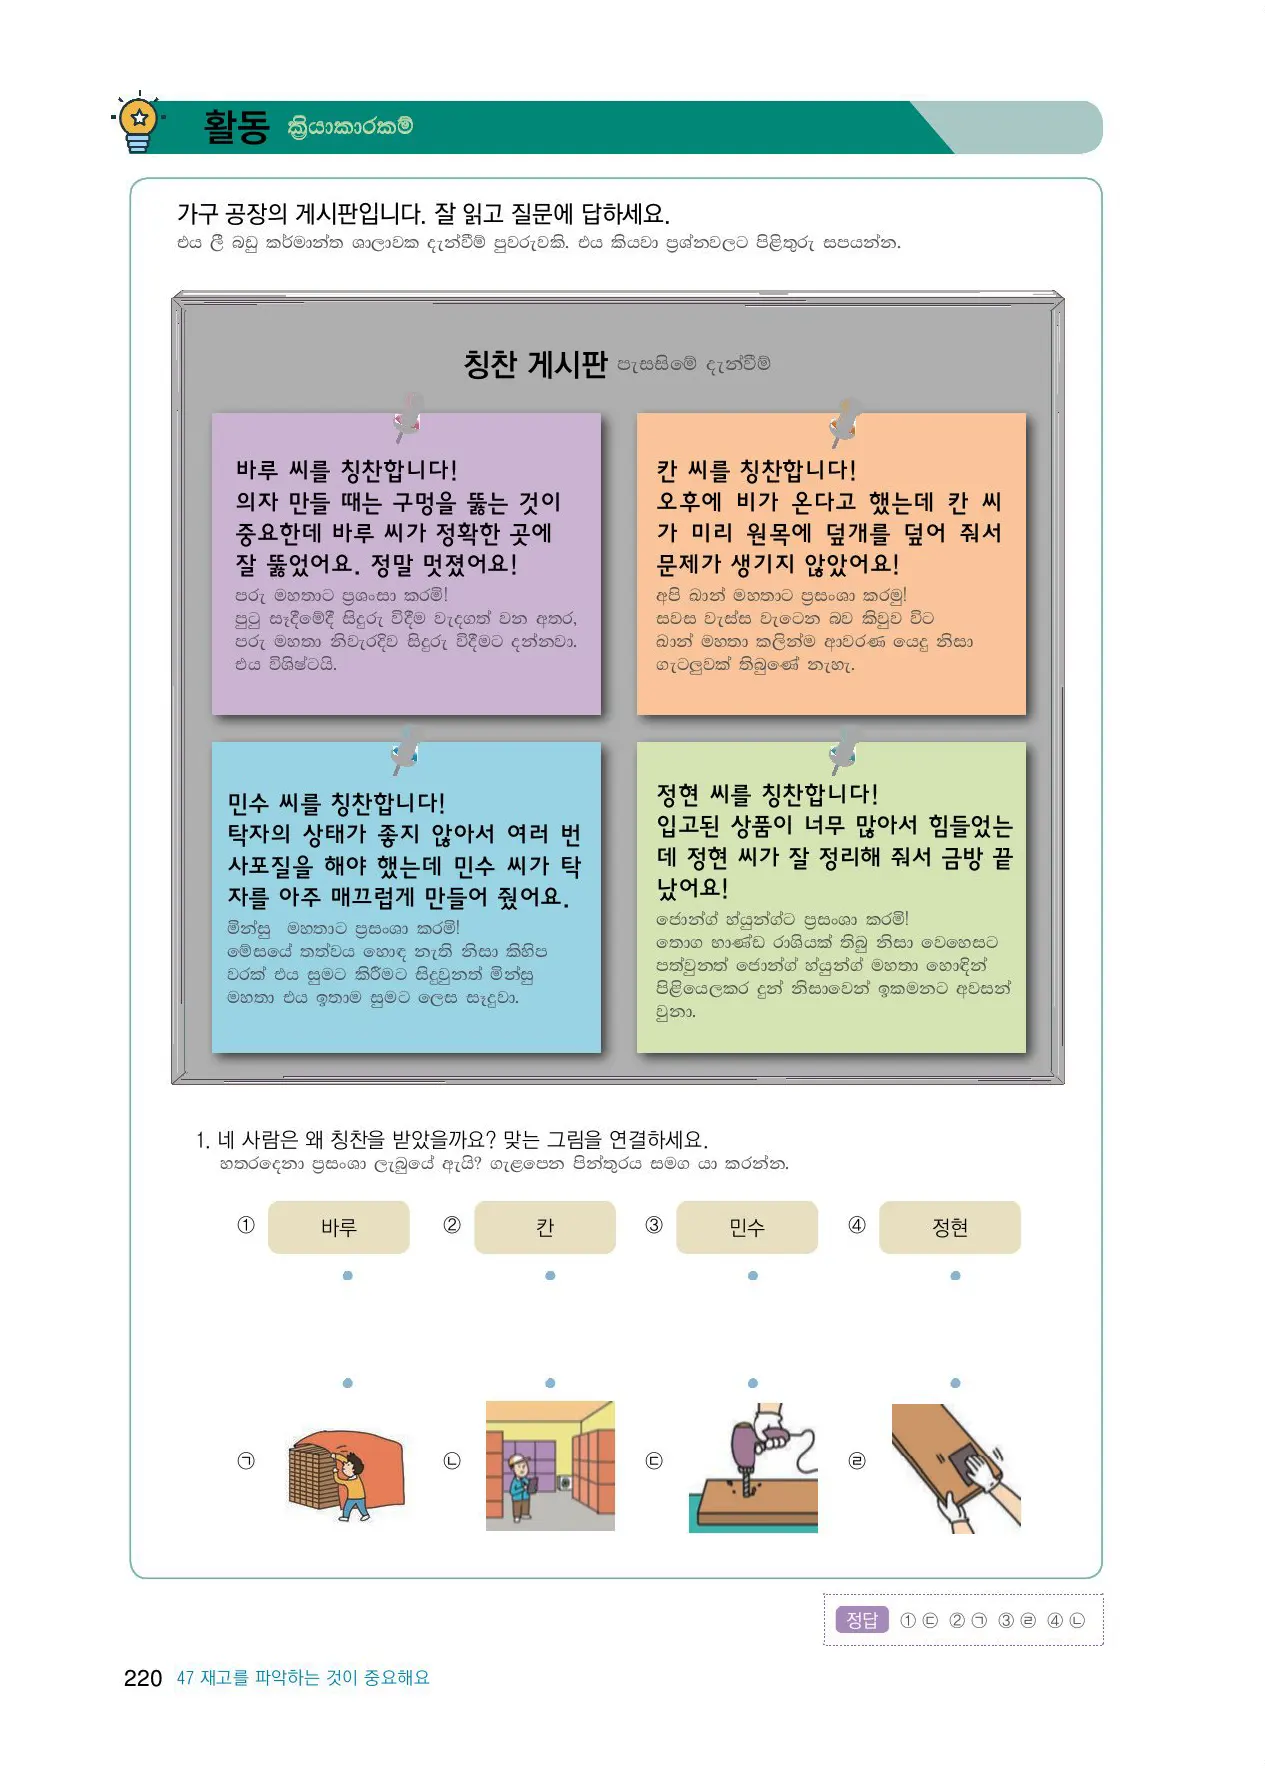 활동 ක්‍රියාකාරකම්
가구 공장의 게시판입니다. 잘 읽고 질문에 답하세요.
එය ලී බඩු කර්මාන්ත ශාලාවක දැන්වීම් පුවරුවකි. එය කියවා ප්‍රශ්නවලට පිළිතුරු සපයන්න.
칭찬 게시판 පැසසිමේ දැන්වීම්
바루 씨를 칭찬합니다!
의자 만들 때는 구멍을 뚫는 것이
중요한데 바루 씨가 정확한 곳에
잘 뚫었어요. 정말 멋졌어요!
පරු මහතාට ප්‍රශංසා කරමි!
පුටු සෑදීමේදී සිදුරු විදීම වැදගත් වන අතර,
පරු මහතා නිවැරදිව සිදුරු විදීමට දන්නවා.
එය විශිෂ්ටයි.
칸 씨를 칭찬합니다!
오후에 비가 온다고 했는데 칸 씨
가 미리 원목에 덮개를 덮어 줘서
문제가 생기지 않았어요!
අපි ඛාන් මහතාට ප්‍රසංශා කරමු!
සවස වැස්ස වැටෙන බව කිවුව විට
ඛාන් මහතා කලින්ම ආවරණ යෙදු නිසා
ගැටලුවක් තිබුණේ නැහැ.
민수 씨를 칭찬합니다!
탁자의 상태가 좋지 않아서 여러 번
사포질을 해야 했는데 민수 씨가 탁
자를 아주 매끄럽게 만들어 줬어요.
මින්සු මහතාට ප්‍රසංශා කරමි!
මේසයේ තත්වය හොඳ නැති නිසා කිහිප
වරක් එය සුමට කිරීමට සිදුවුනත් මින්සු
මහතා එය ඉතාම සුමට ලෙස සෑදුවා.
정현 씨를 칭찬합니다!
입고된 상품이 너무 많아서 힘들었는
데 정현 씨가 잘 정리해 줘서 금방 끝
났어요!
ජොන්ග් හ්යුන්ග්ට ප්‍රසංශා කරමි!
තොග භාණ්ඩ රාශියක් තිබු නිසා වෙහෙසට
පත්වුනත් ජොන්ග් හ්යුන්ග් මහතා හොඳින්
පිළියෙලකර දුන් නිසාවෙන් ඉකමනට අවසන්
වුනා.
1. 네 사람은 왜 칭찬을 받았을까요? 맞는 그림을 연결하세요.
හතරදෙනා ප්‍රසංශා ලැබුයේ ඇයි? ගැළපෙන පින්තුරය සමග යා කරන්න.
① 바루 ② 칸 ③ 민수 ④ 정현
㉠ ㉡ ㉢ ㉣
정답 ① ㉢ ② ㉠ ③ ㉣ ④ ㉡
220 47 재고를 파악하는 것이 중요해요